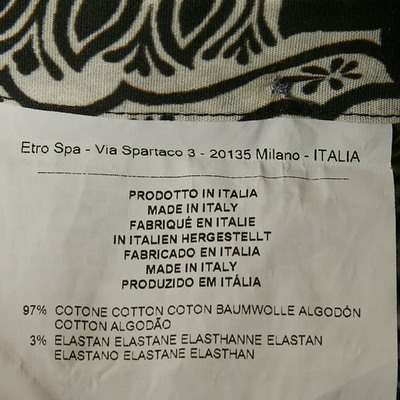 Etro Spa - Via Spartaco 3 - 20135 Milano - ITALIA
PRODOTTO IN ITALIA
MADE IN ITALY
FABRIQUÉ EN ITALIE
IN ITALIEN HERGESTELLT
FABRICADO EN ITALIA
MADE IN ITALY
PRODUZIDO EM ITÁLIA
97% COTONE COTTON COTON BAUMWOLLE ALGODÓN
COTTON ALGODÃO
3% ELASTAN ELASTANE ELASTHANNE ELASTAN
ELASTANO ELASTANE ELASTHAN